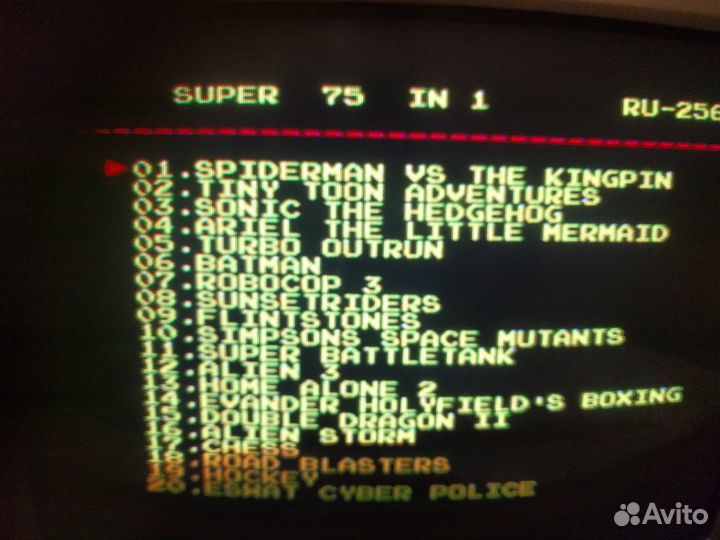 SUPER 75 IN 1
RU-256
01.SPIDERMAN VS THE KINGPIN
02.TINY TOON ADVENTURES
03.SONIC THE HEDGEHOG
04.ARIEL THE LITTLE MERMAID
05.TURBO OUTRUN
06.BATMAN
07.ROBOCOP 3
08.SUNSETRIDERS
09.FLINTSTONES
10.SIMPSONS SPACE MUTANTS
11.SUPER BATTLETANK
12.ALIEN 3
13.HOME ALONE 2
14.EVANDER HOLYFIELD'S BOXING
15.DOUBLE DRAGON II
16.ALIEN STORM
17.CHESS
18.ROAD BLASTERS
19.HOCKEY
20.ESWAT CYBER POLICE
Avito